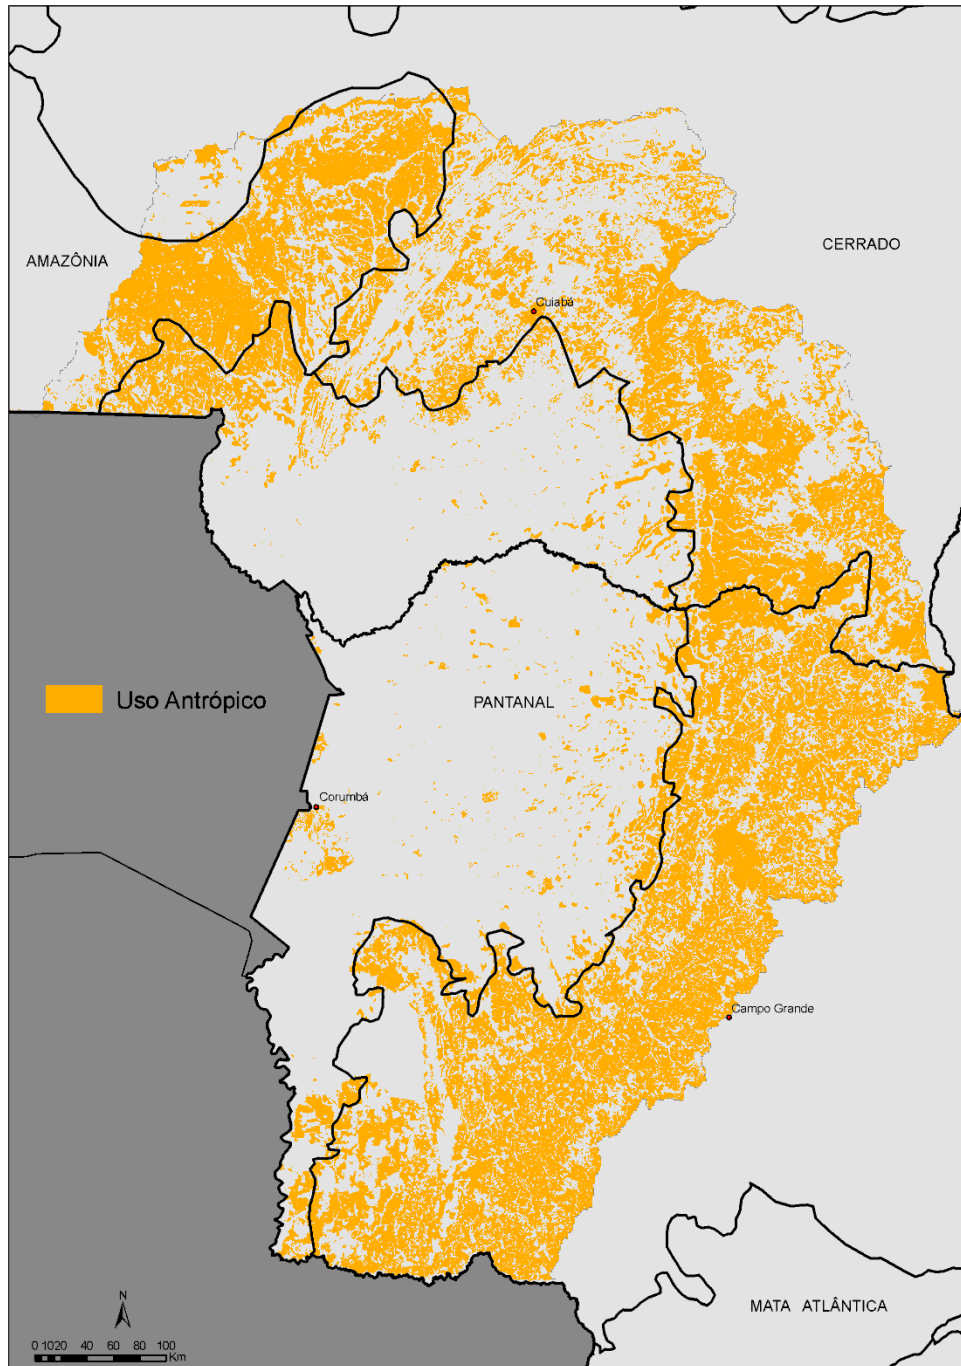 AMAZÔNIA
CERRADO
Cuiabá
Uso Antrópico
PANTANAL
Corumbá
Campo Grande
MATA ATLÂNTICA
N
0 1020 40 60 80 100
Km